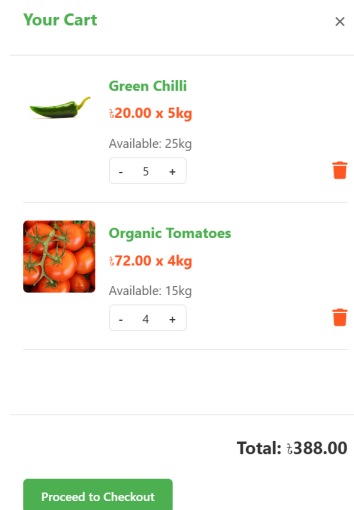 Your Cart ×
Green Chilli
৳20.00 x 5kg
Available: 25kg
- 5 +
Organic Tomatoes
৳72.00 x 4kg
Available: 15kg
- 4 +
Total: ৳388.00
Proceed to Checkout